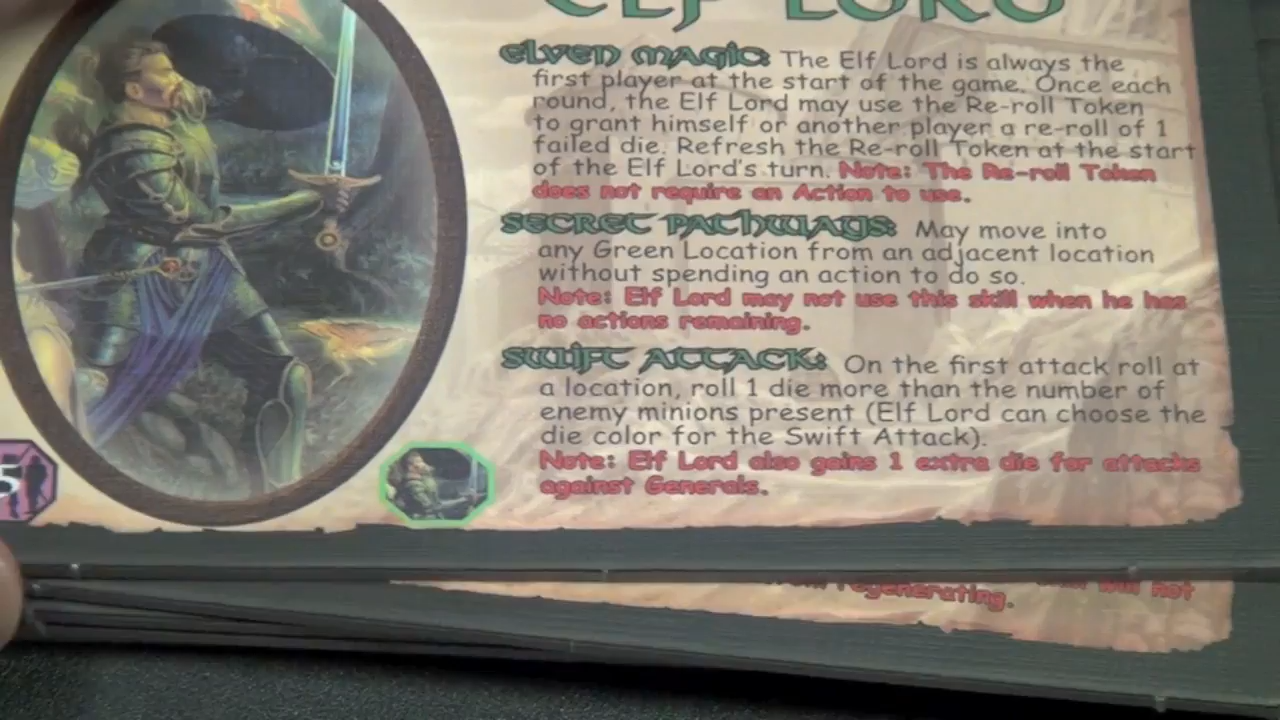 ELF LORD
ELVEN MAGIC: The Elf Lord is always the
first player at the start of the game. Once each
round, the Elf Lord may use the Re-roll Token
to grant himself or another player a re-roll of 1
failed die. Refresh the Re-roll Token at the start
of the Elf Lord's turn. Note: The Re-roll Token
does not require an Action to use.
SECRET PATHWAYS: May move into
any Green Location from an adjacent location
without spending an action to do so.
Note: Elf Lord may not use this skill when he has
no actions remaining.
SWIFT ATTACK: On the first attack roll at
a location, roll 1 die more than the number of
enemy minions present (Elf Lord can choose the
die color for the Swift Attack).
Note: Elf Lord also gains 1 extra die for attacks
against Generals.
5
will not
regenerating.